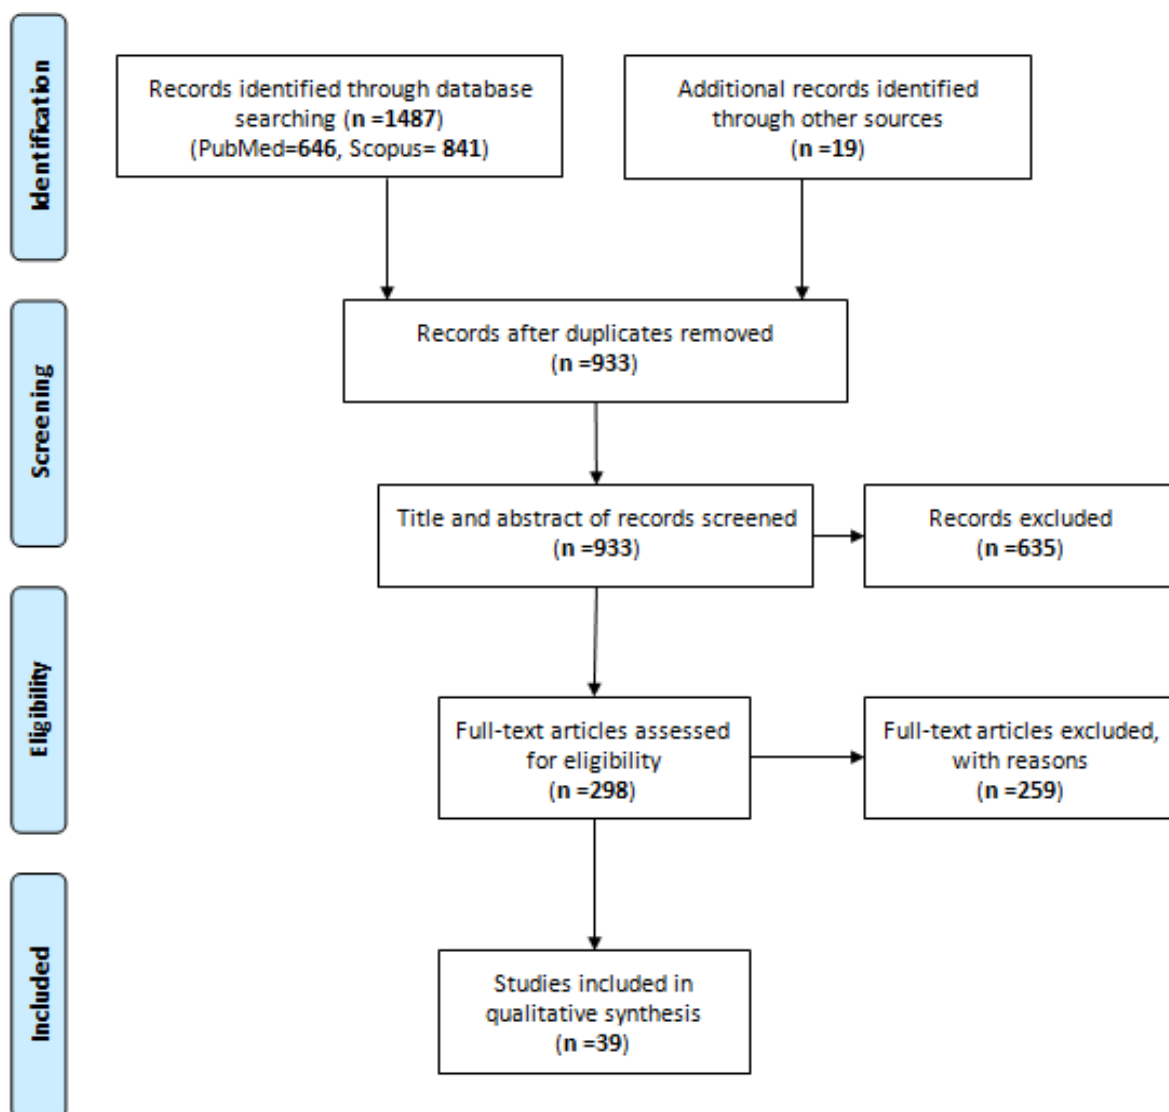 Identification
Records identified through database
searching (n =1487)
(PubMed=646, Scopus= 841)
Additional records identified
through other sources
(n =19)
Screening
Records after duplicates removed
(n =933)
Title and abstract of records screened
(n =933)
Records excluded
(n =635)
Eligibility
Full-text articles assessed
for eligibility
(n =298)
Full-text articles excluded,
with reasons
(n =259)
Included
Studies included in
qualitative synthesis
(n =39)